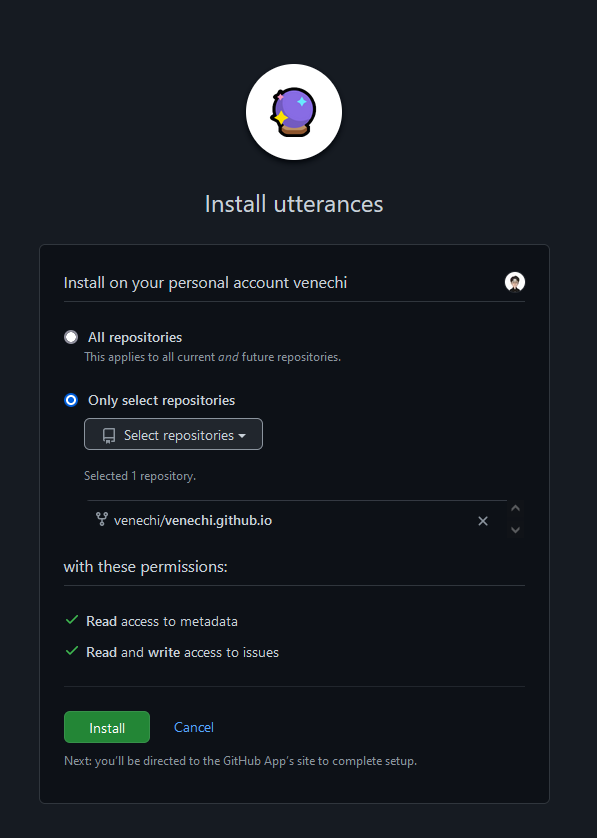 Install utterances
Install on your personal account venechi
All repositories
This applies to all current and future repositories.
Only select repositories
Select repositories
Selected 1 repository.
venechi/venechi.github.io
with these permissions:
Read access to metadata
Read and write access to issues
Install Cancel
Next: you'll be directed to the GitHub App's site to complete setup.